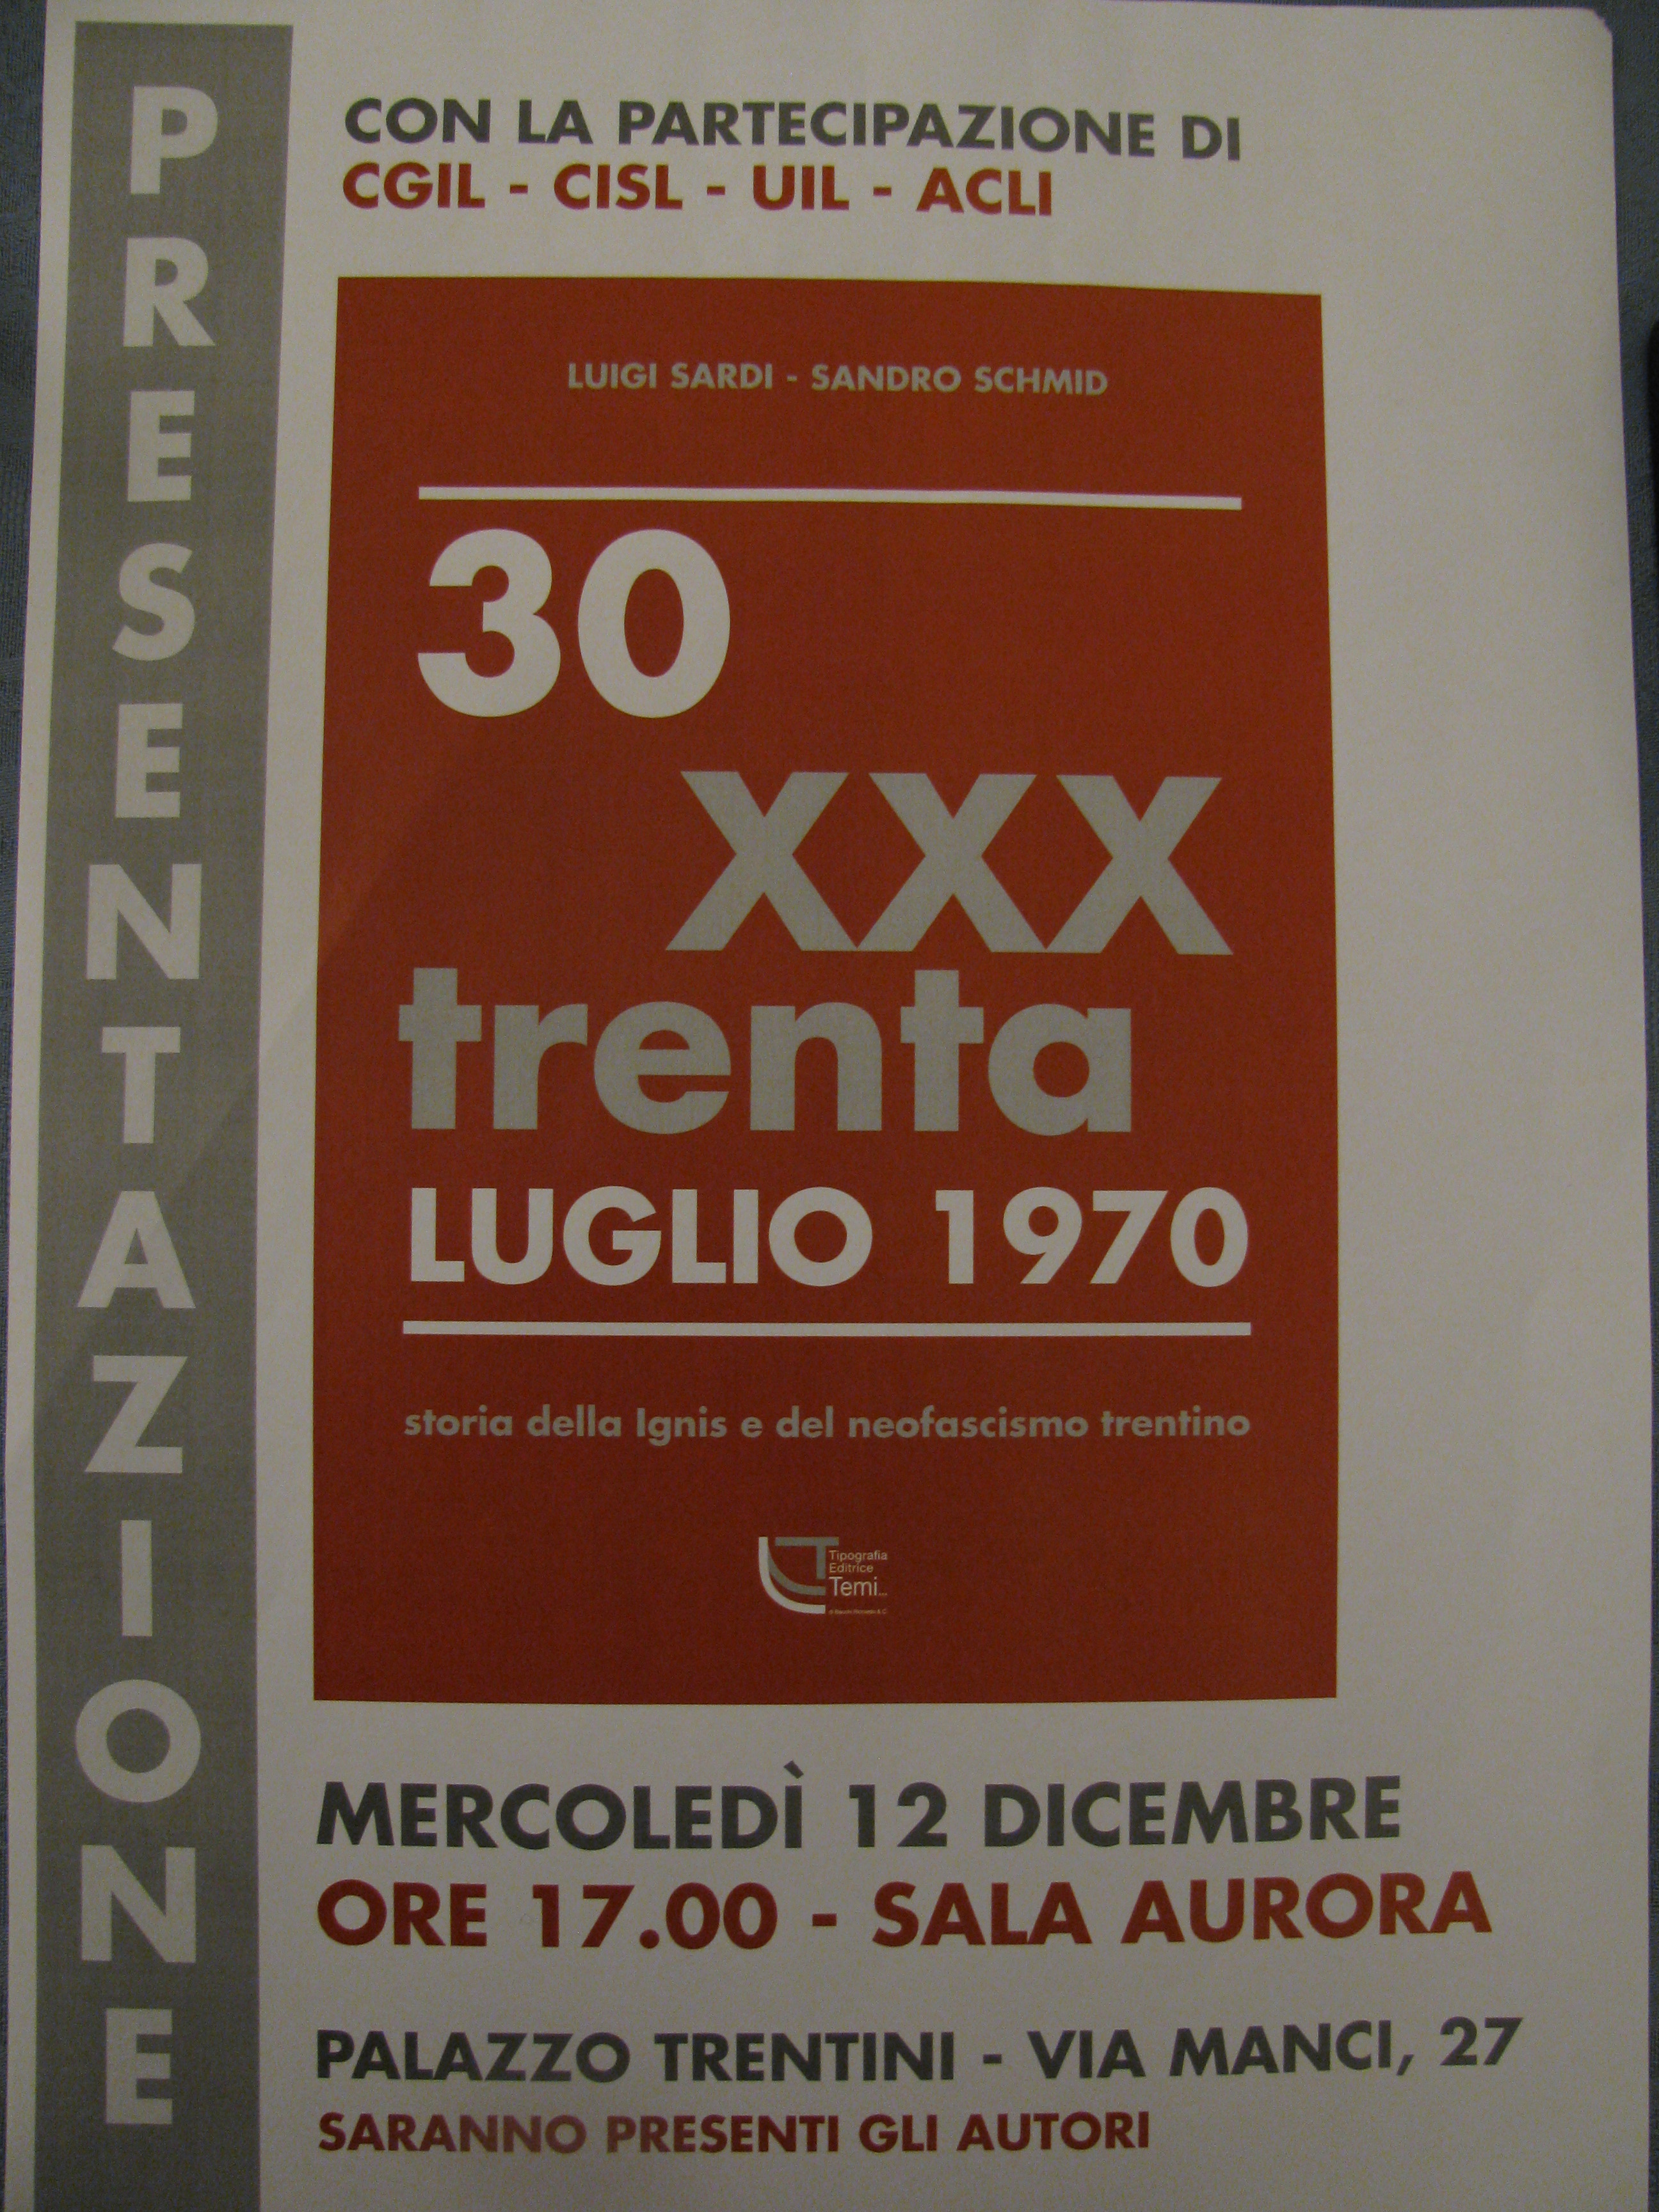 PRESENTAZIONE
CON LA PARTECIPAZIONE DI
CGIL - CISL - UIL - ACLI
LUIGI SARDI - SANDRO SCHMID
30
xxx
trenta
LUGLIO 1970
storia della Ignis e del neofascismo trentino
Tipografia
Editrice
Temi
MERCOLEDÌ 12 DICEMBRE
ORE 17.00 - SALA AURORA
PALAZZO TRENTINI - VIA MANCI, 27
SARANNO PRESENTI GLI AUTORI